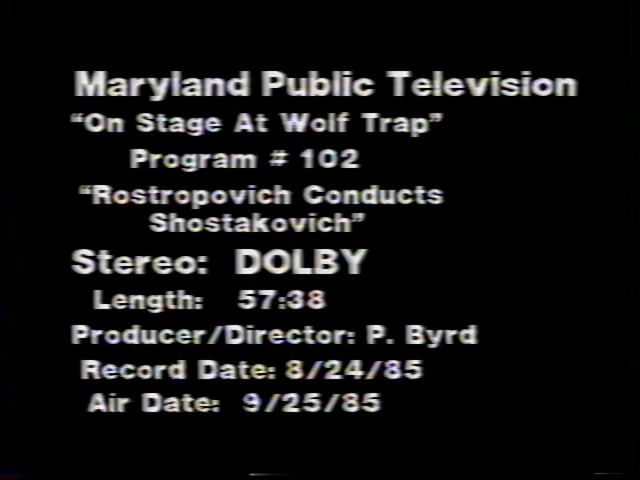 Maryland Public Television
“On Stage At Wolf Trap”
Program # 102
“Rostropovich Conducts
Shostakovich”
Stereo: DOLBY
Length: 57:38
Producer/Director: P. Byrd
Record Date: 8/24/85
Air Date: 9/25/85